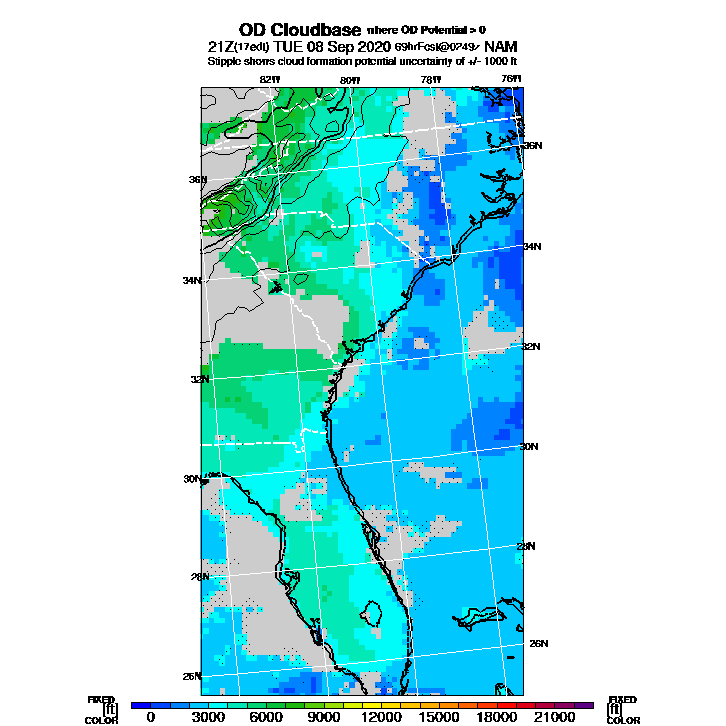 OD Cloudbase where OD Potential > 0
21Z(17edt) TUE 08 Sep 2020 69hrFcst@0249z NAM
Stipple shows cloud formation potential uncertainty of +/- 1000 ft
82W 80W 78W 76W
36N 36N
34N 34N
32N 32N
30N 30N
28N 28N
26N 26N
FIXED FIXED
[ft] [ft]
COLOR 0 3000 6000 9000 12000 15000 18000 21000 COLOR